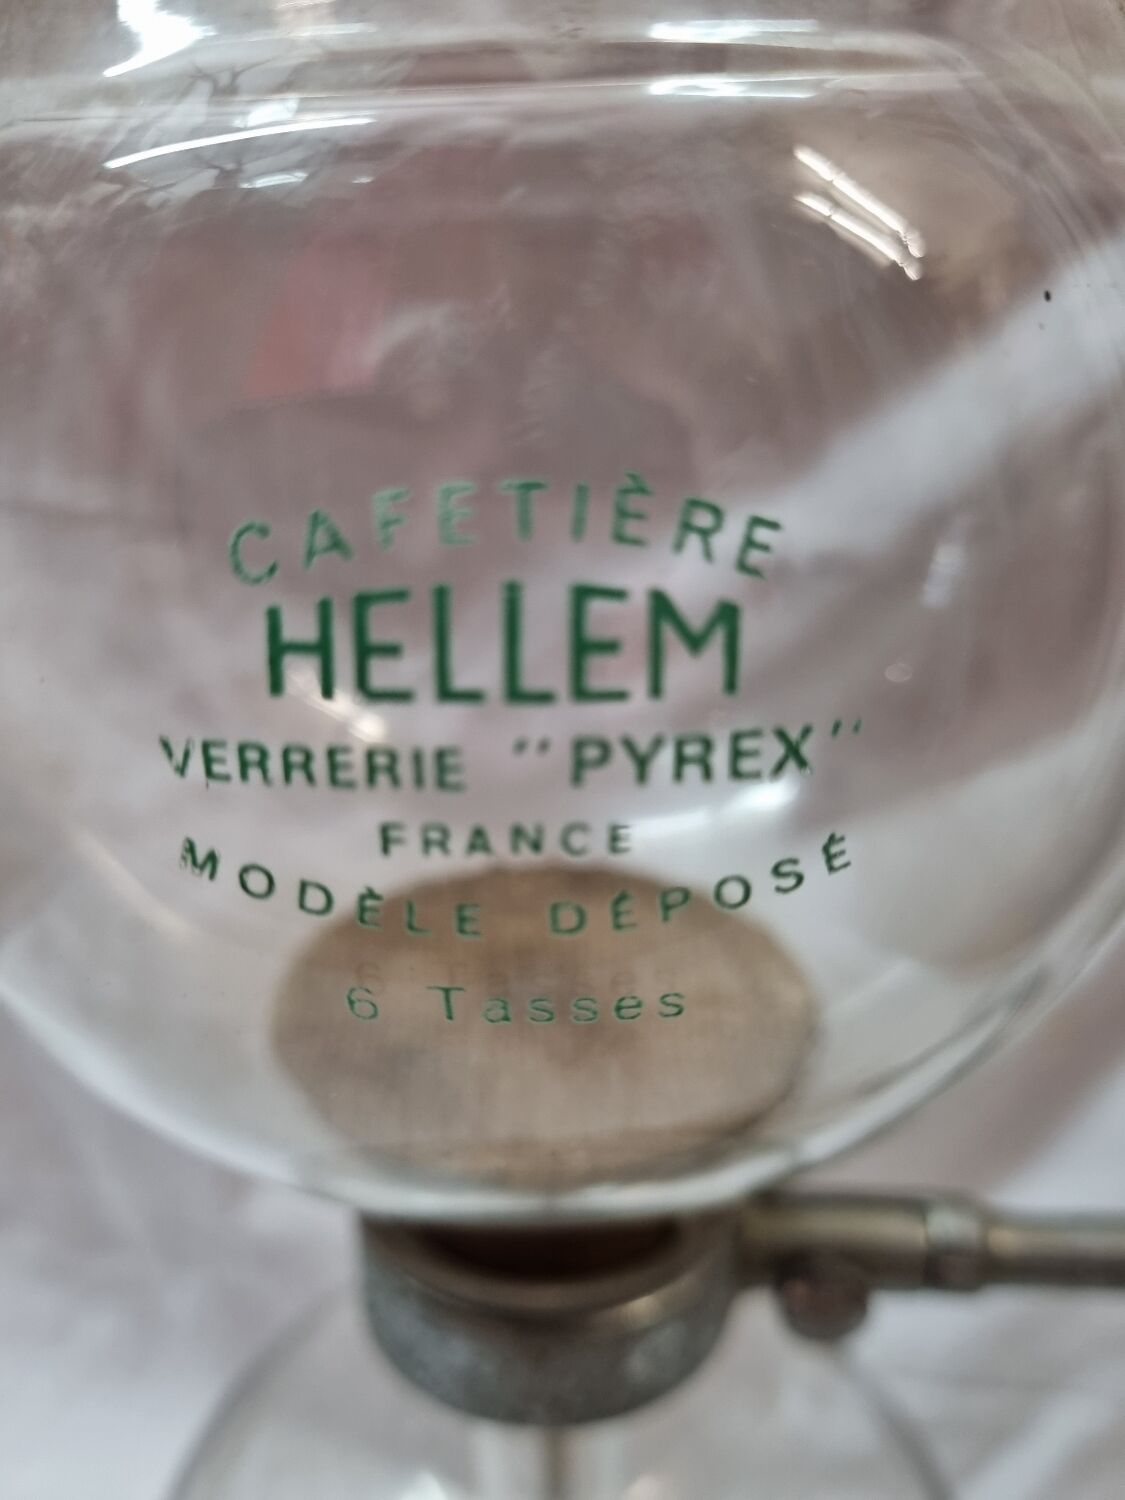 CAFETIÈRE
HELLEM
VERRERIE "PYREX"
FRANCE
MODÈLE DÉPOSÉ
6 Tasses